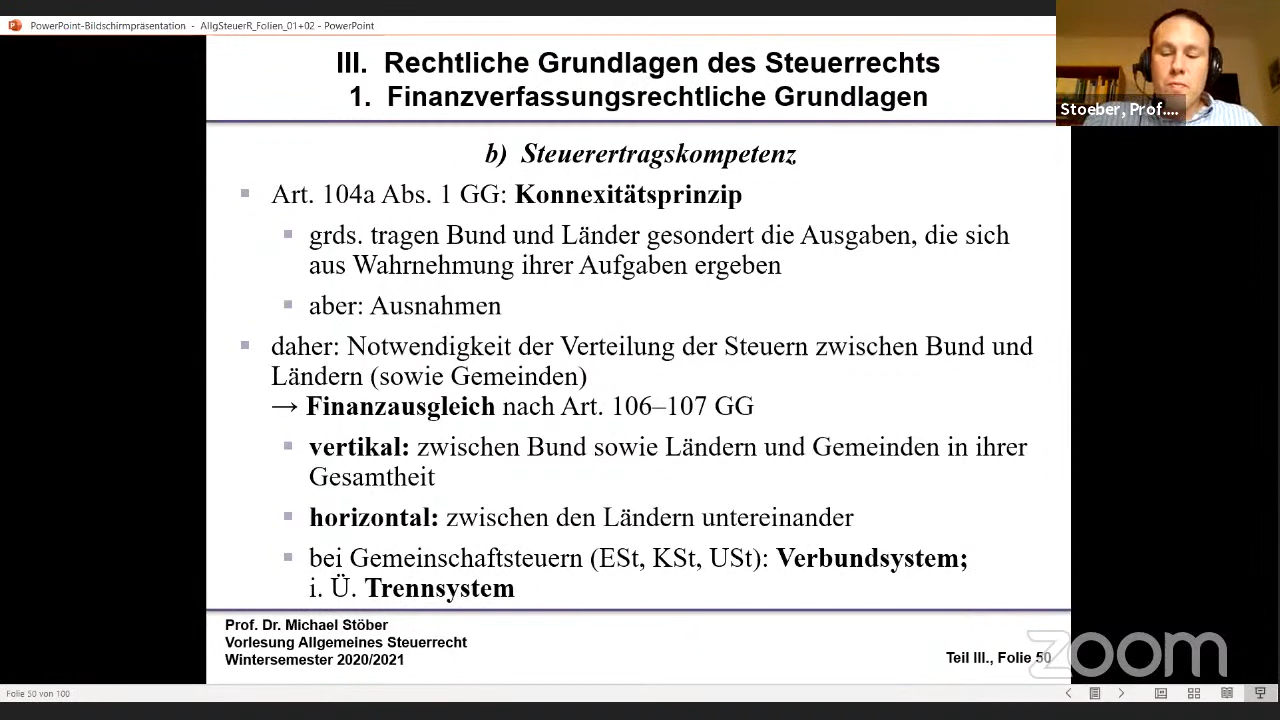 PowerPoint-Bildschirmpräsentation - AllgSteuerR_Folien_01+02 - PowerPoint
Stoeber, Prof....
III. Rechtliche Grundlagen des Steuerrechts
1. Finanzverfassungsrechtliche Grundlagen
b) Steuerertragskompetenz
Art. 104a Abs. 1 GG: Konnexitätsprinzip
grds. tragen Bund und Länder gesondert die Ausgaben, die sich
aus Wahrnehmung ihrer Aufgaben ergeben
aber: Ausnahmen
daher: Notwendigkeit der Verteilung der Steuern zwischen Bund und
Ländern (sowie Gemeinden)
→ Finanzausgleich nach Art. 106–107 GG
vertikal: zwischen Bund sowie Ländern und Gemeinden in ihrer
Gesamtheit
horizontal: zwischen den Ländern untereinander
bei Gemeinschaftsteuern (ESt, KSt, USt): Verbundsystem;
i. Ü. Trennsystem
Prof. Dr. Michael Stöber
Vorlesung Allgemeines Steuerrecht
Wintersemester 2020/2021
Teil III., Folie 50
zoom
Folie 50 von 100